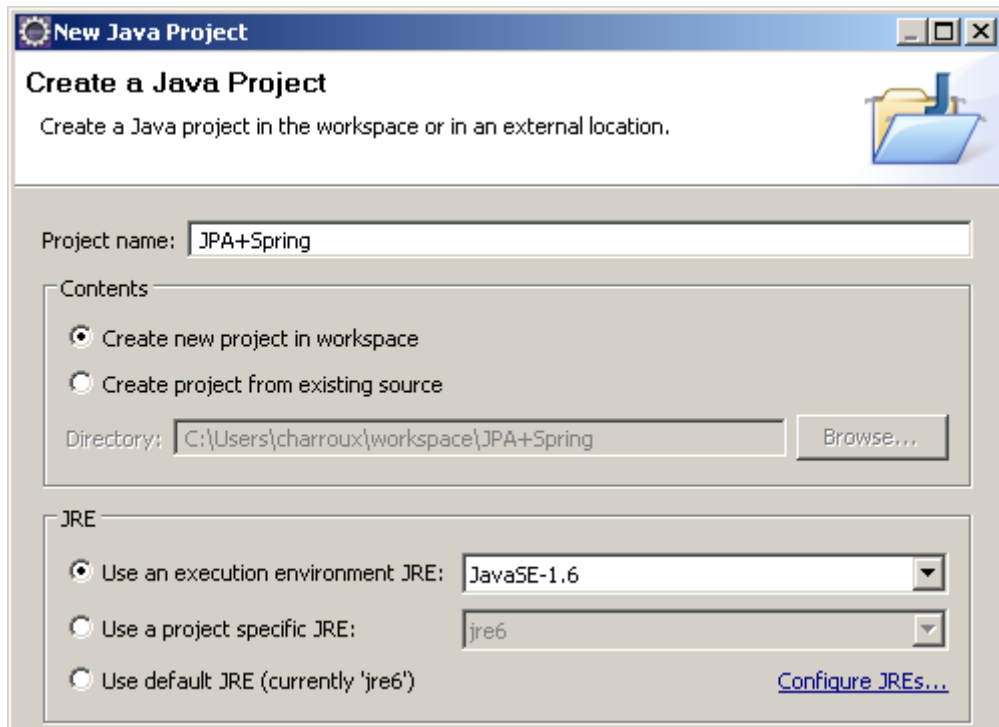 New Java Project
Create a Java Project
Create a Java project in the workspace or in an external location.
Project name: JPA+Spring
Contents
Create new project in workspace
Create project from existing source
Directory: C:\Users\charroux\workspace\JPA+Spring Browse...
JRE
Use an execution environment JRE: JavaSE-1.6
Use a project specific JRE: jre6
Use default JRE (currently 'jre6') Configure JREs...